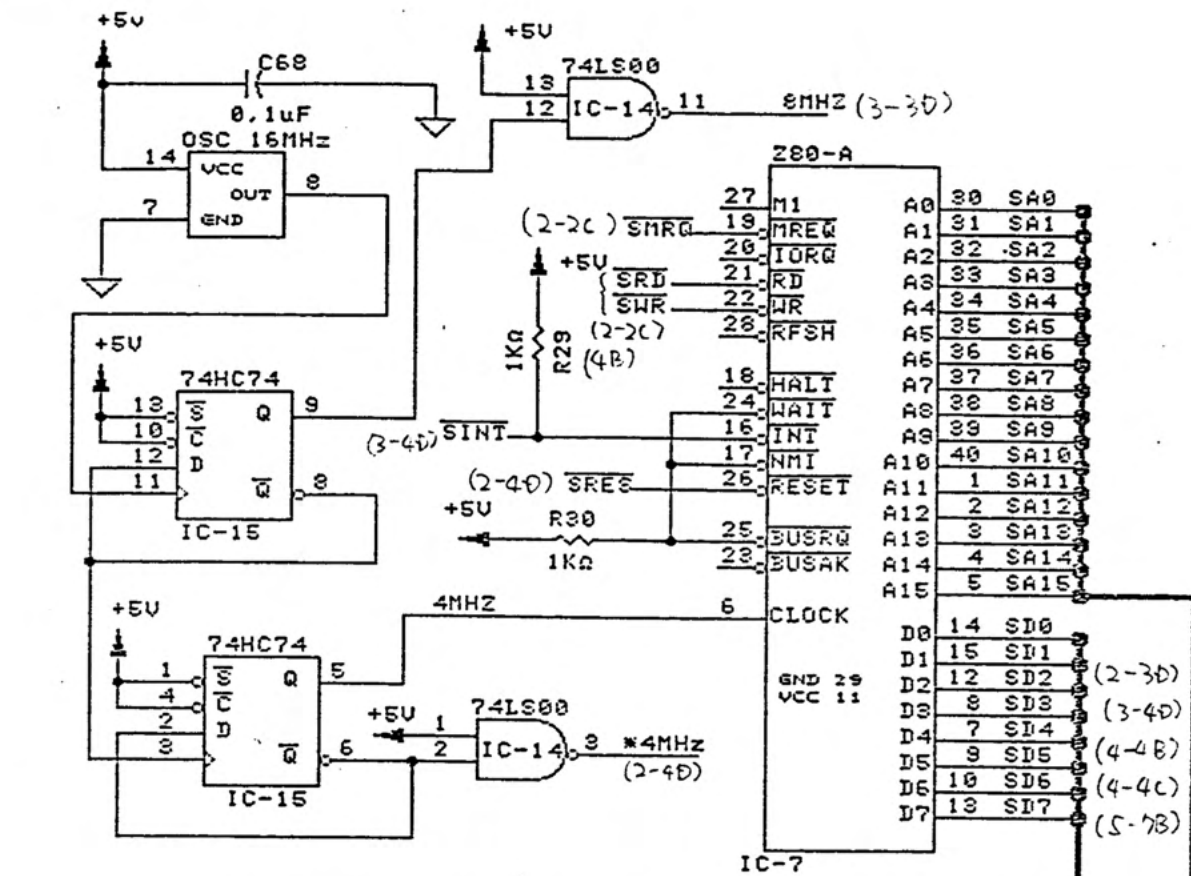 +5v
C68
0.1uF
OSC 16MHz
14 VCC
OUT 8
7 GND
+5V
74LS00
13
12 IC-14 11 8MHZ (3-3D)
Z80-A
27 M1
(2-2C) SMRQ 19 MREQ
20 IORQ
+5V
SRD 21 RD
SWR 22 WR
(2-2C)
(4B)
28 RFSH
1KΩ R29
18 HALT
24 WAIT
(3-4D) SINT 16 INT
17 NMI
(2-4D) SRES 26 RESET
+5V R30
1KΩ
25 BUSRQ
23 BUSAK
4MHZ 6 CLOCK
GND 29
VCC 11
A0 30 SA0
A1 31 SA1
A2 32 SA2
A3 33 SA3
A4 34 SA4
A5 35 SA5
A6 36 SA6
A7 37 SA7
A8 38 SA8
A9 39 SA9
A10 40 SA10
A11 1 SA11
A12 2 SA12
A13 3 SA13
A14 4 SA14
A15 5 SA15
D0 14 SD0
D1 15 SD1
D2 12 SD2
D3 8 SD3
D4 7 SD4
D5 9 SD5
D6 10 SD6
D7 13 SD7
(2-3D)
(3-4D)
(4-4B)
(4-4C)
(5-7B)
IC-7
+5V
74HC74
13 S Q 9
10 C
12 D
11 Q 8
IC-15
+5V
74HC74
1 S Q 5
4 C
2 D
3 Q 6
IC-15
74LS00
+5V 1
2 IC-14 3 *4MHz
(2-4D)